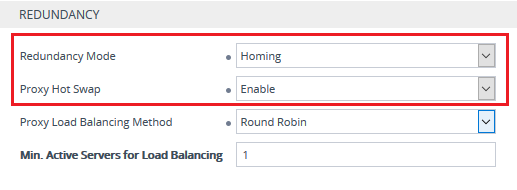 REDUNDANCY
Redundancy Mode Homing
Proxy Hot Swap Enable
Proxy Load Balancing Method Round Robin
Min. Active Servers for Load Balancing 1